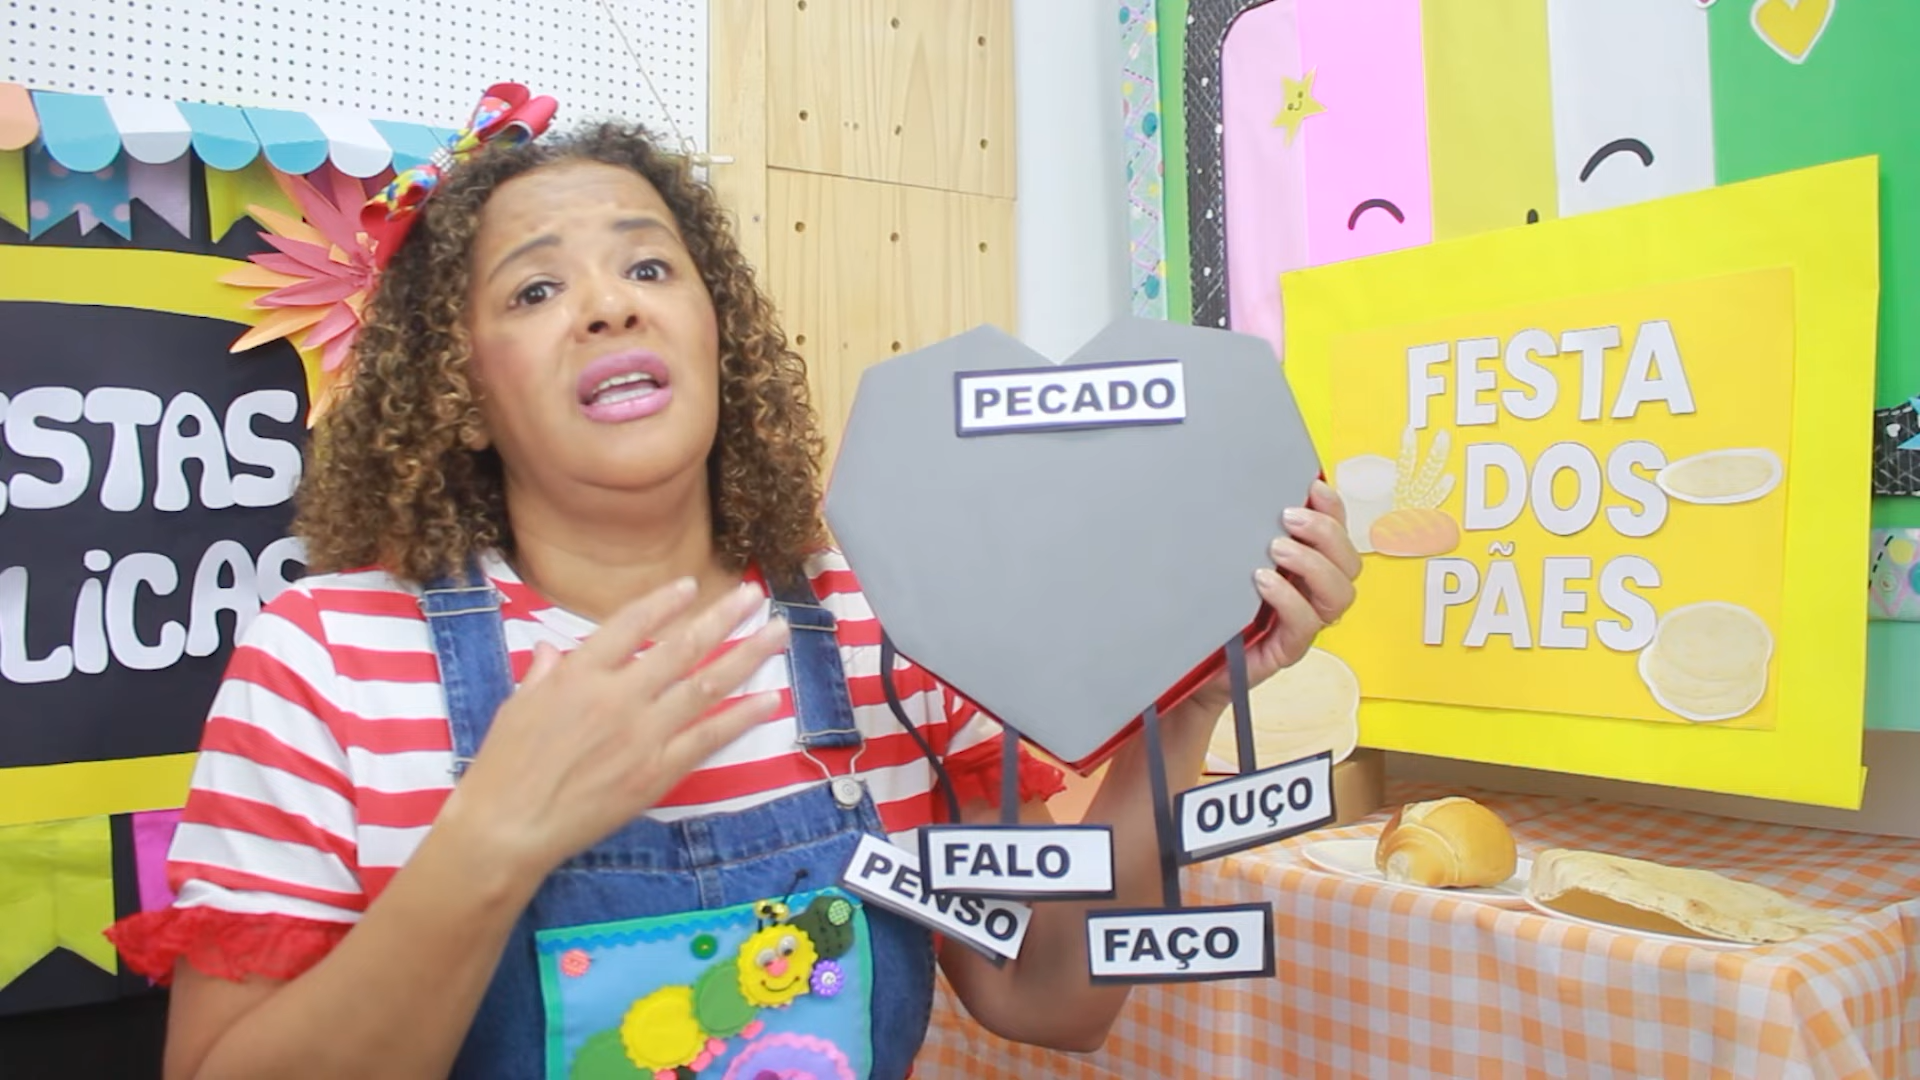 ESTAS
LiCAS
PECADO
PENSO
FALO
FAÇO
OUÇO
FESTA
DOS
PÃES